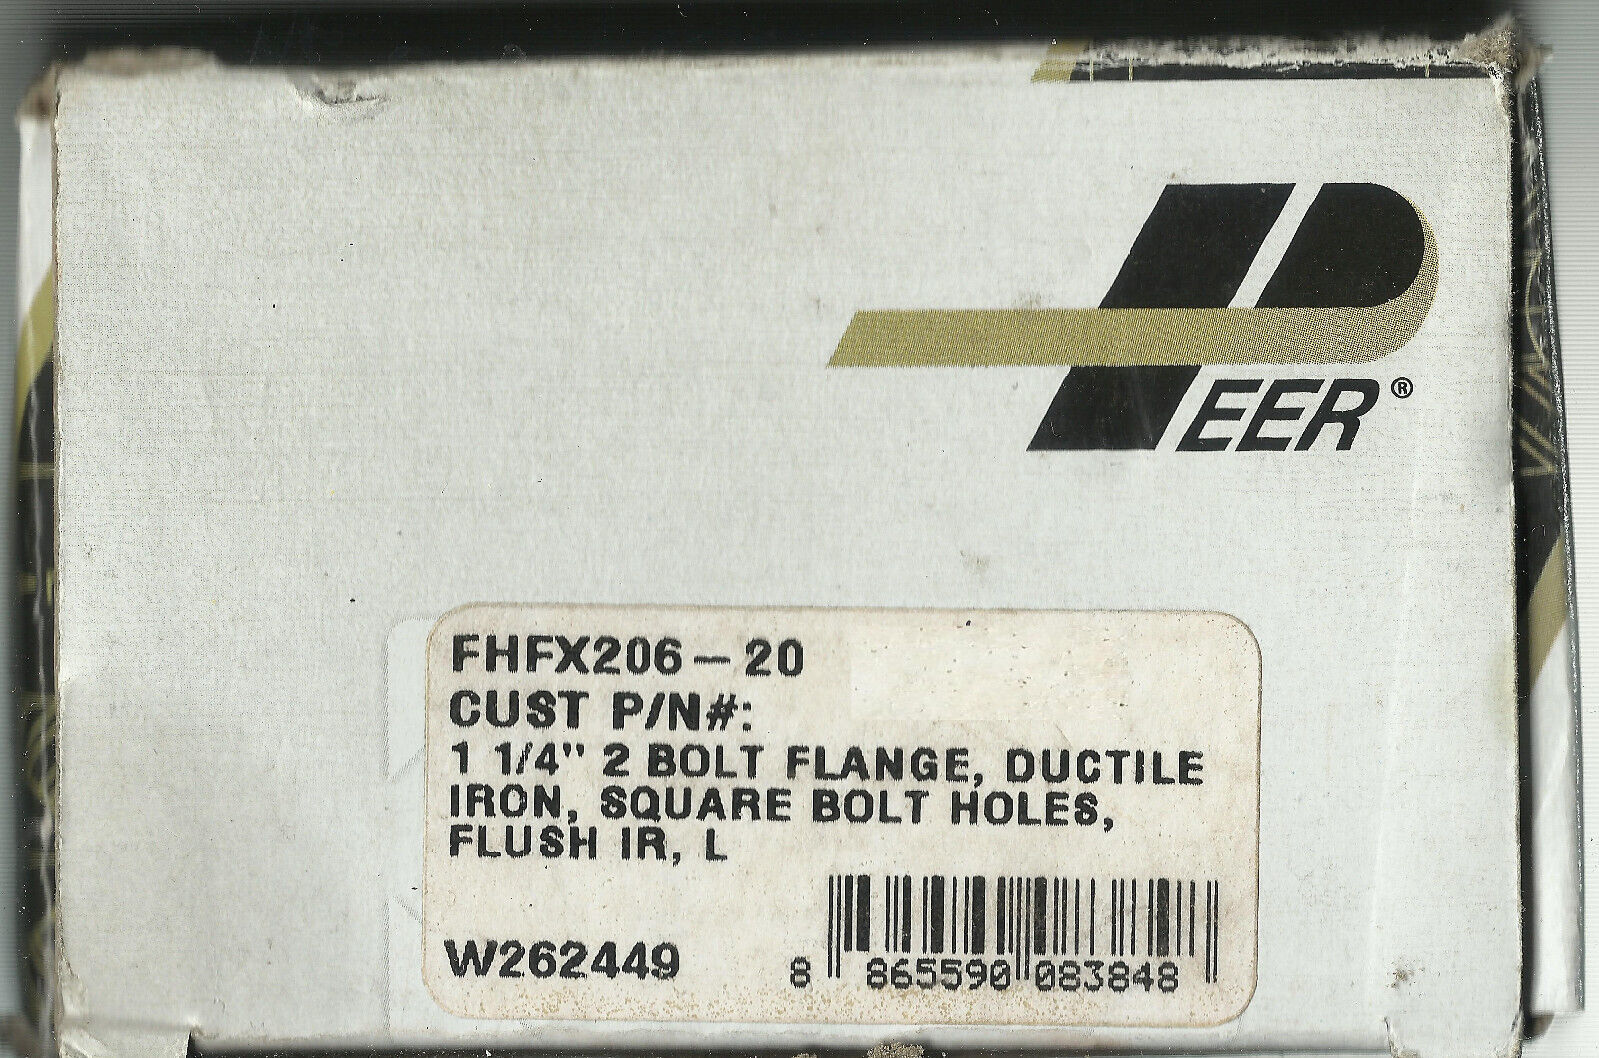 PEER®
FHFX206-20
CUST P/N#:
1 1/4" 2 BOLT FLANGE, DUCTILE
IRON, SQUARE BOLT HOLES,
FLUSH IR, L
W262449
8 865590 083848